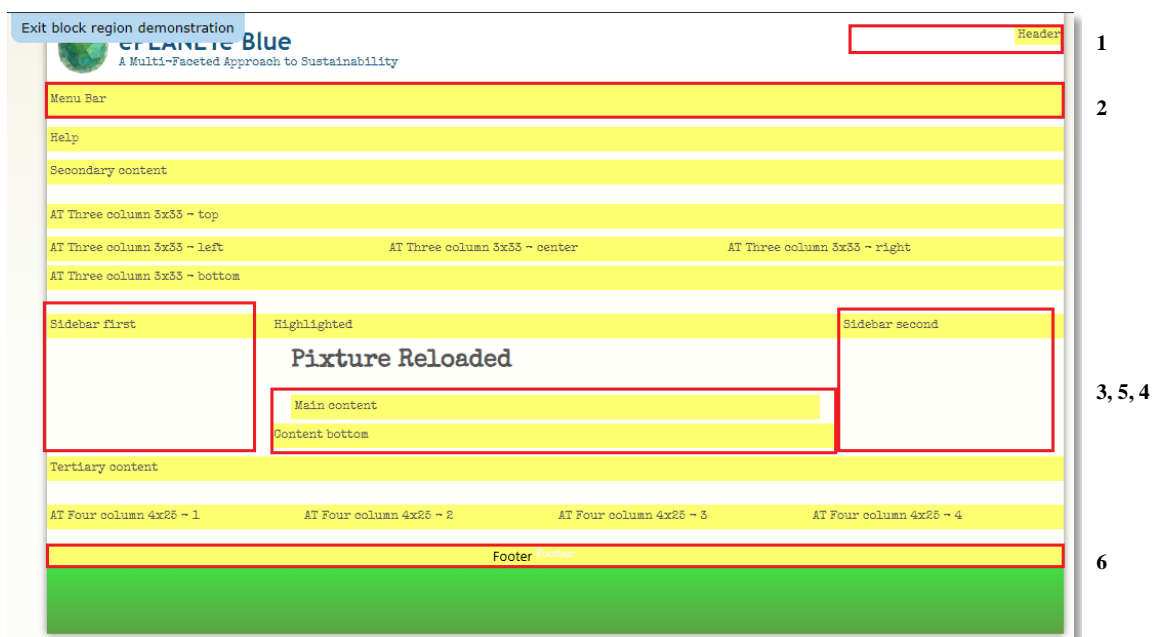 Exit block region demonstration
ePLANETe Blue
A Multi-Faceted Approach to Sustainability
Header
1
Menu Bar
2
Help
Secondary content
AT Three column 3x33 - top
AT Three column 3x33 - left AT Three column 3x33 - center AT Three column 3x33 - right
AT Three column 3x33 - bottom
Sidebar first Highlighted Sidebar second
Pixture Reloaded
Main content
3, 5, 4
Content bottom
Tertiary content
AT Four column 4x25 - 1 AT Four column 4x25 - 2 AT Four column 4x25 - 3 AT Four column 4x25 - 4
Footer Footer
6